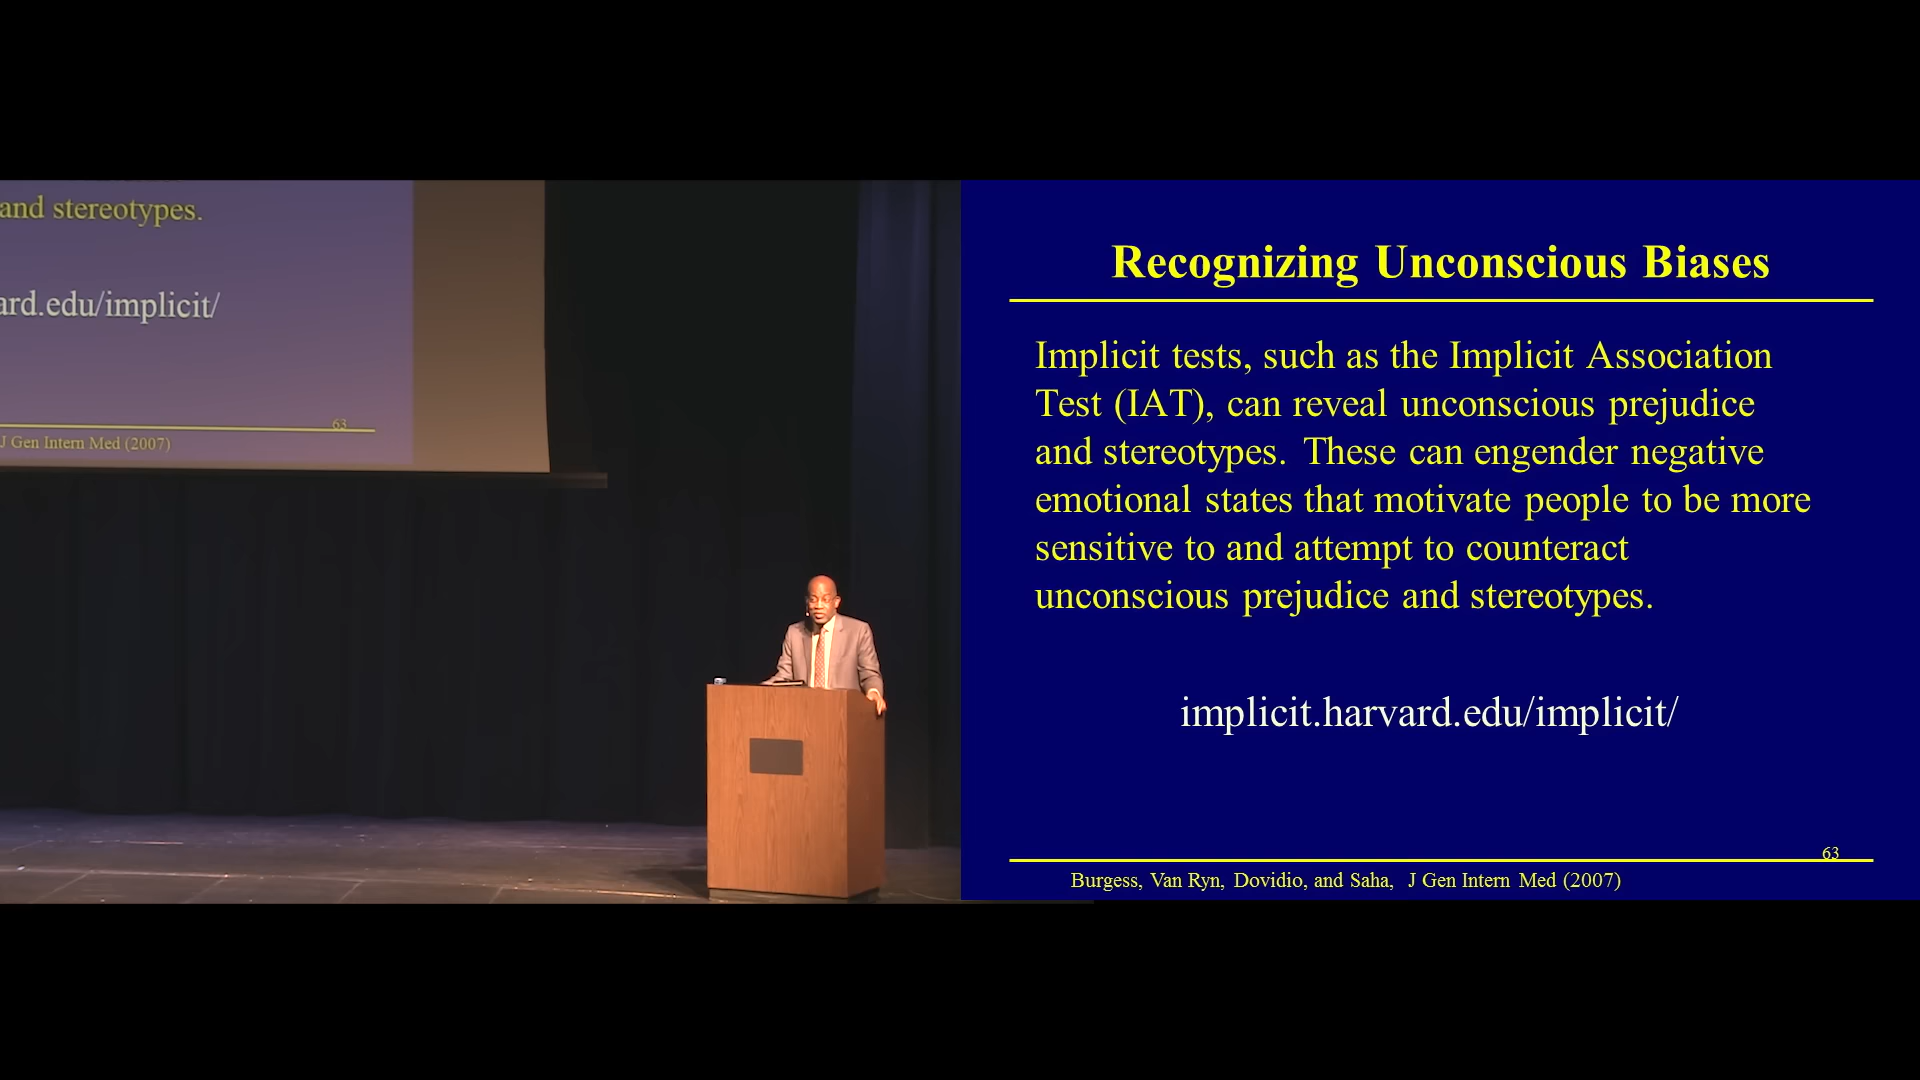 and stereotypes.
ard.edu/implicit/
63
J Gen Intern Med (2007)
Recognizing Unconscious Biases
Implicit tests, such as the Implicit Association
Test (IAT), can reveal unconscious prejudice
and stereotypes. These can engender negative
emotional states that motivate people to be more
sensitive to and attempt to counteract
unconscious prejudice and stereotypes.
implicit.harvard.edu/implicit/
63
Burgess, Van Ryn, Dovidio, and Saha, J Gen Intern Med (2007)